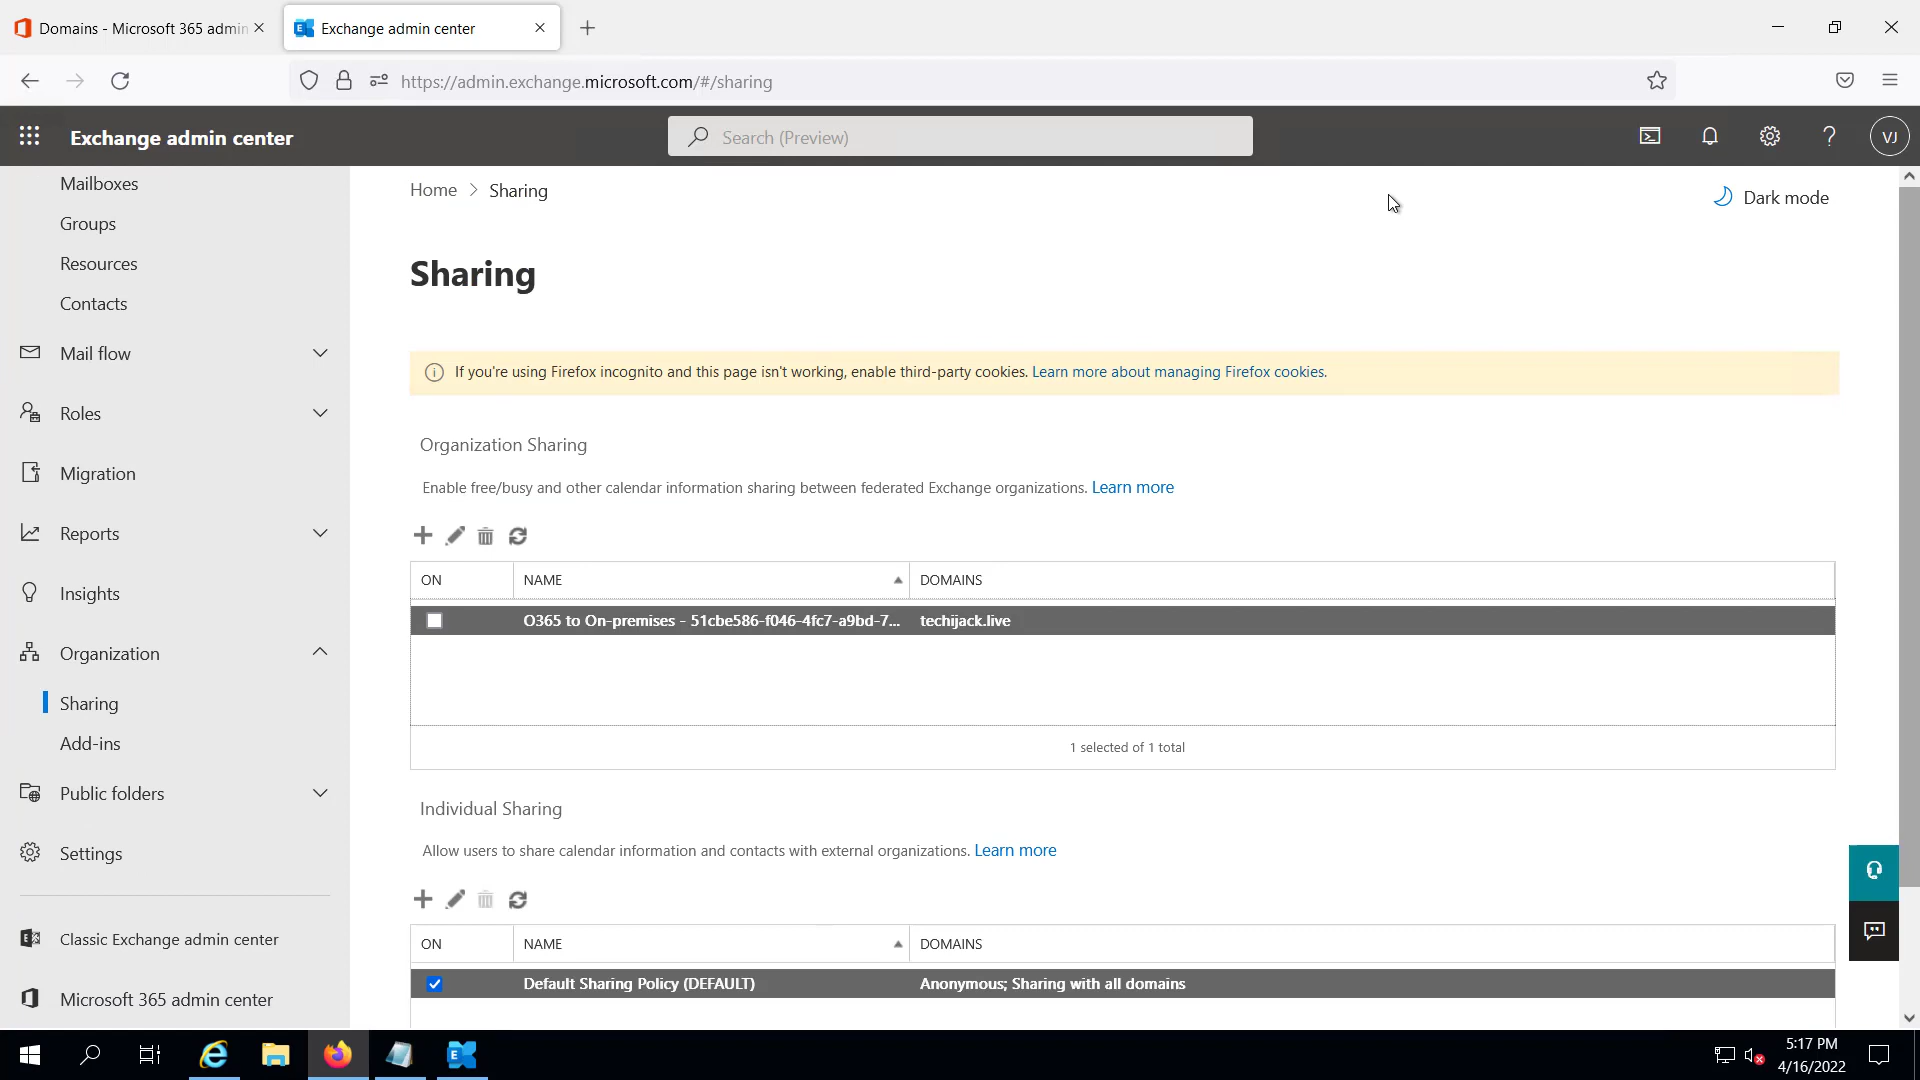 Domains - Microsoft 365 admin
Exchange admin center
https://admin.exchange.microsoft.com/#/sharing
Exchange admin center
Search (Preview)
VJ
Mailboxes
Groups
Resources
Contacts
Mail flow
Roles
Migration
Reports
Insights
Organization
Sharing
Add-ins
Public folders
Settings
Classic Exchange admin center
Microsoft 365 admin center
Home > Sharing
Dark mode
Sharing
If you're using Firefox incognito and this page isn't working, enable third-party cookies. Learn more about managing Firefox cookies.
Organization Sharing
Enable free/busy and other calendar information sharing between federated Exchange organizations. Learn more
ON NAME DOMAINS
O365 to On-premises - 51cbe586-f046-4fc7-a9bd-7... techijack.live
1 selected of 1 total
Individual Sharing
Allow users to share calendar information and contacts with external organizations. Learn more
ON NAME DOMAINS
Default Sharing Policy (DEFAULT) Anonymous; Sharing with all domains
5:17 PM
4/16/2022